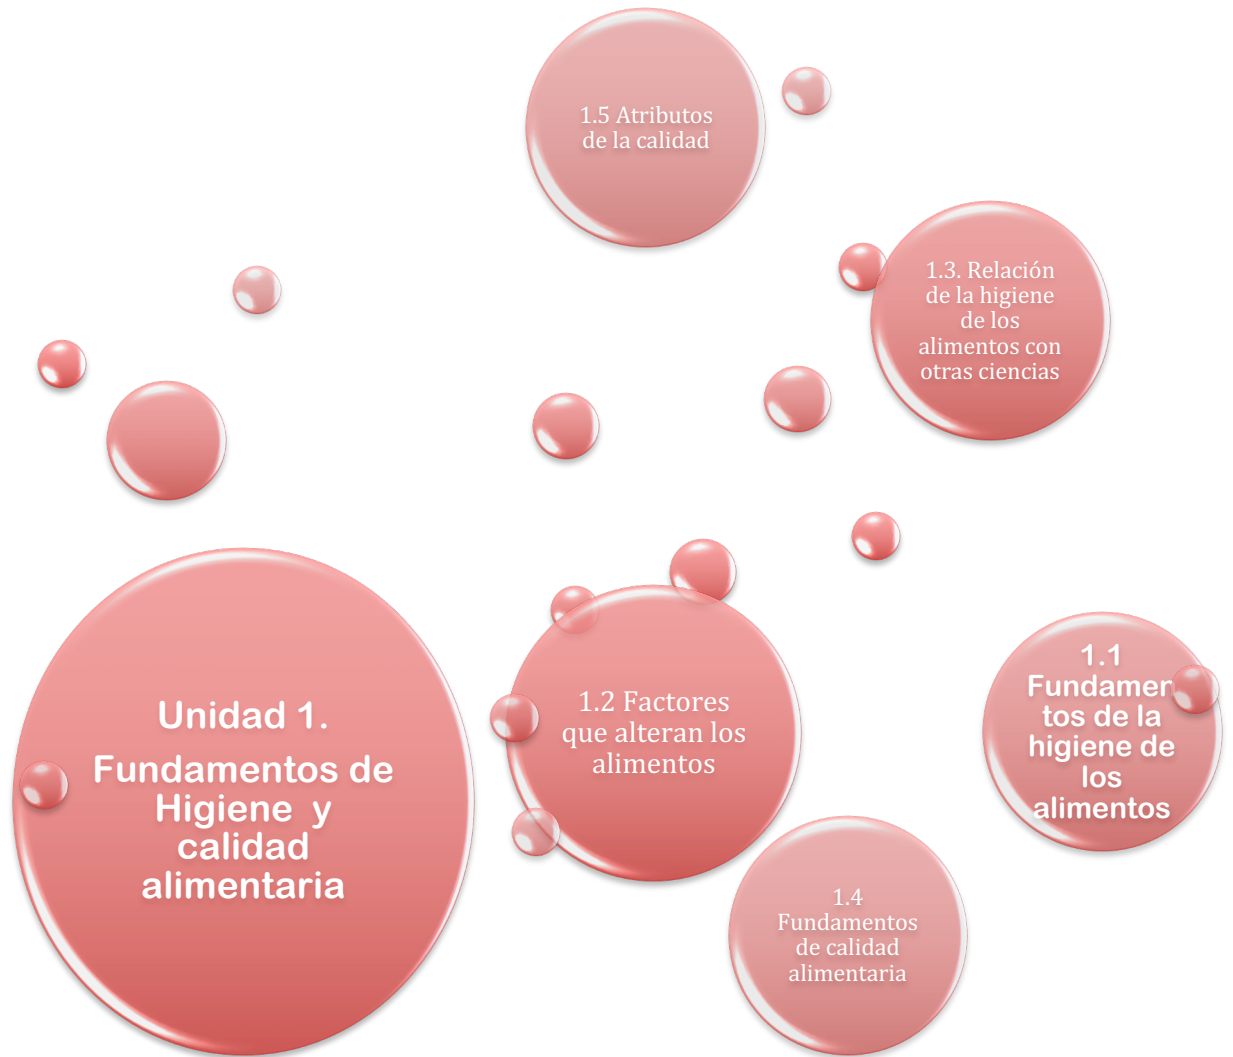 1.5 Atributos
de la calidad
1.3. Relación
de la higiene
de los
alimentos con
otras ciencias
Unidad 1.
Fundamentos de
Higiene y
calidad
alimentaria
1.2 Factores
que alteran los
alimentos
1.1
Fundamen
tos de la
higiene de
los
alimentos
1.4
Fundamentos
de calidad
alimentaria